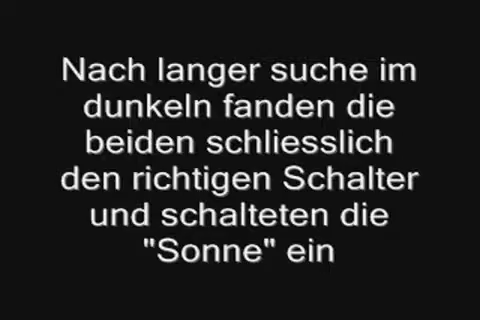 Nach langer suche im
dunkeln fanden die
beiden schliesslich
den richtigen Schalter
und schalteten die
"Sonne" ein